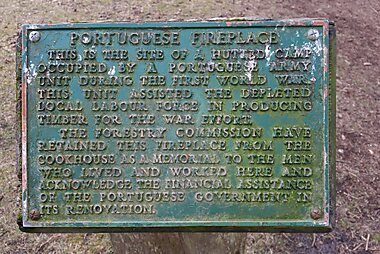 PORTUGUESE FIREPLACE
THIS IS THE SITE OF A HUTTED CAMP
OCCUPIED BY A PORTUGUESE ARMY
UNIT DURING THE FIRST WORLD WAR.
THIS UNIT ASSISTED THE DEPLETED
LOCAL LABOUR FORCE IN PRODUCING
TIMBER FOR THE WAR EFFORT.
THE FORESTRY COMMISSION HAVE
RETAINED THIS FIREPLACE FROM THE
COOKHOUSE AS A MEMORIAL TO THE MEN
WHO LIVED AND WORKED HERE AND
ACKNOWLEDGE THE FINANCIAL ASSISTANCE
OF THE PORTUGUESE GOVERNMENT IN
ITS RENOVATION.